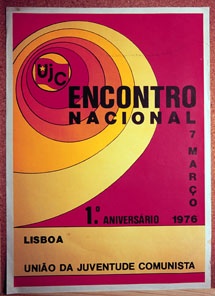 UJC
ENCONTRO
NACIONAL
7 MARÇO
1.º ANIVERSÁRIO 1976
LISBOA
UNIÃO DA JUVENTUDE COMUNISTA